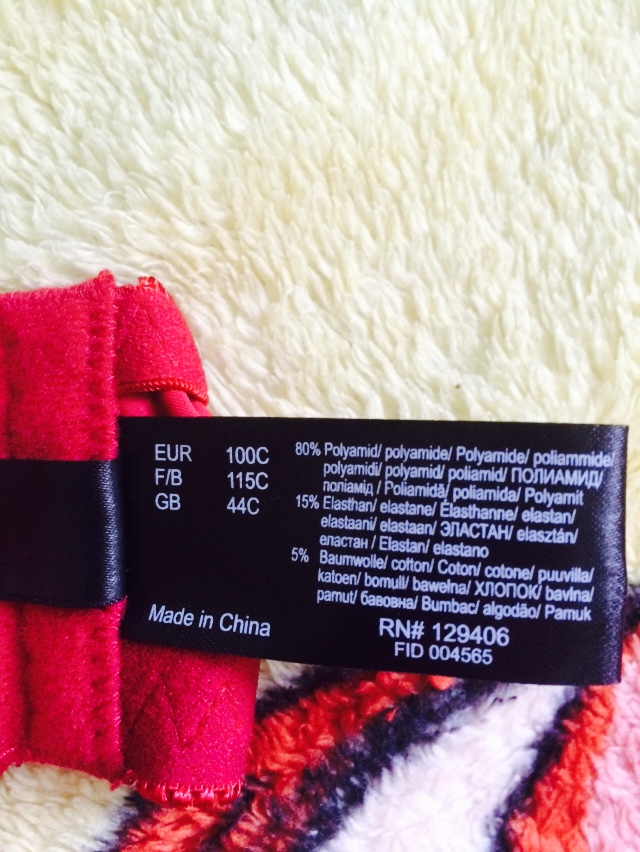 EUR 100C
F/B 115C
GB 44C
80% Polyamid/ polyamide/ Polyamide/ poliammide/
polyamidi/ polyamid/ poliamid/ ПОЛИАМИД/
поліамід / Poliamidă/ poliamida/ Polyamit
15% Elasthan/ elastane/ Élasthanne/ elastan/
elastaani/ elastaan/ ЭЛАСТАН/ elasztán/
еластан / Elastan/ elastano
5% Baumwolle/ cotton/ Coton/ cotone/ puuvilla/
katoen/ bomull/ bawełna/ ХЛОПОК/ bavlna/
pamut/ бавовна/ Bumbac/ algodão/ Pamuk
Made in China
RN# 129406
FID 004565